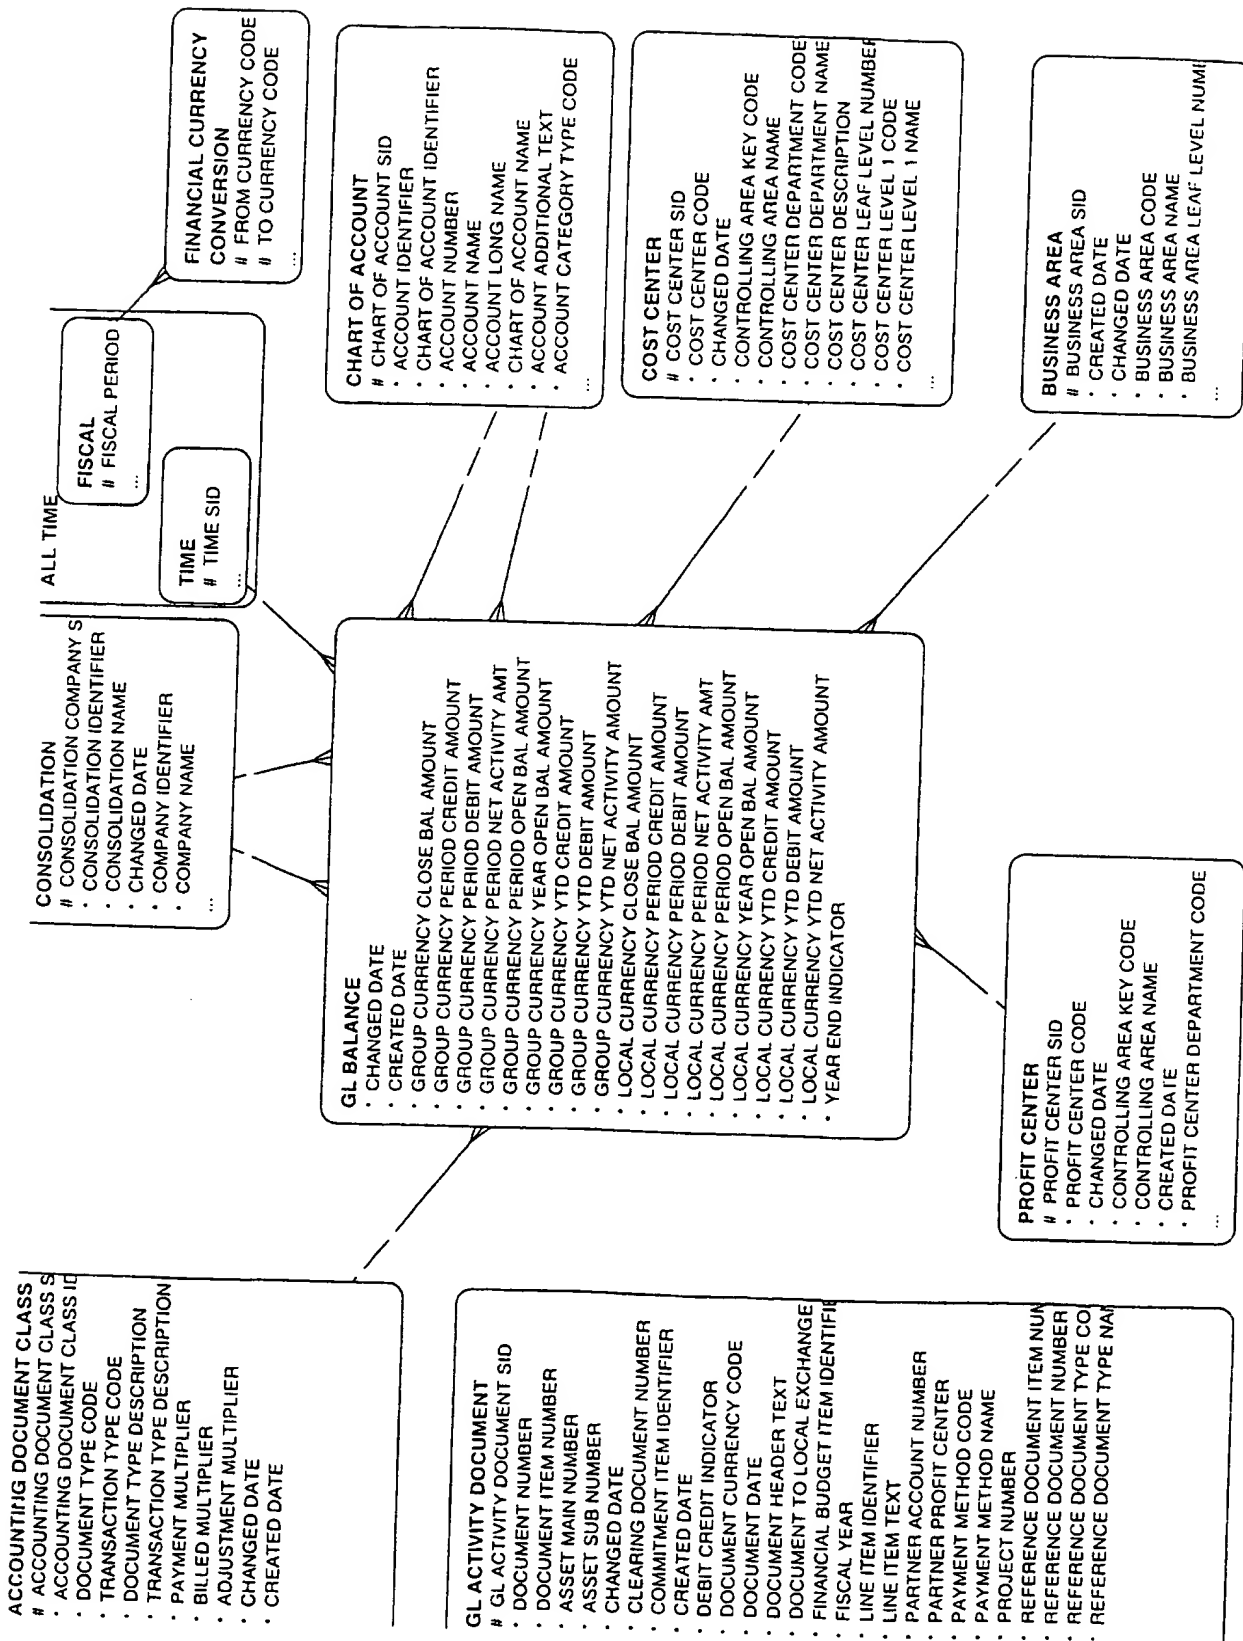 ACCOUNTING DOCUMENT CLASS
# ACCOUNTING DOCUMENT CLASS S
· ACCOUNTING DOCUMENT CLASS ID
· DOCUMENT TYPE CODE
· TRANSACTION TYPE CODE
· DOCUMENT TYPE DESCRIPTION
· TRANSACTION TYPE DESCRIPTION
· PAYMENT MULTIPLIER
· BILLED MULTIPLIER
· ADJUSTMENT MULTIPLIER
· CHANGED DATE
· CREATED DATE
CONSOLIDATION
# CONSOLIDATION COMPANY S
· CONSOLIDATION IDENTIFIER
· CONSOLIDATION NAME
· CHANGED DATE
· COMPANY IDENTIFIER
· COMPANY NAME
...
ALL TIME
FISCAL
# FISCAL PERIOD
...
TIME
# TIME SID
...
FINANCIAL CURRENCY
CONVERSION
# FROM CURRENCY CODE
# TO CURRENCY CODE
...
GL BALANCE
· CHANGED DATE
· CREATED DATE
· GROUP CURRENCY CLOSE BAL AMOUNT
· GROUP CURRENCY PERIOD CREDIT AMOUNT
· GROUP CURRENCY PERIOD DEBIT AMOUNT
· GROUP CURRENCY PERIOD NET ACTIVITY AMT
· GROUP CURRENCY PERIOD OPEN BAL AMOUNT
· GROUP CURRENCY YEAR OPEN BAL AMOUNT
· GROUP CURRENCY YTD CREDIT AMOUNT
· GROUP CURRENCY YTD DEBIT AMOUNT
· GROUP CURRENCY YTD NET ACTIVITY AMOUNT
· LOCAL CURRENCY CLOSE BAL AMOUNT
· LOCAL CURRENCY PERIOD CREDIT AMOUNT
· LOCAL CURRENCY PERIOD DEBIT AMOUNT
· LOCAL CURRENCY PERIOD NET ACTIVITY AMT
· LOCAL CURRENCY PERIOD OPEN BAL AMOUNT
· LOCAL CURRENCY YEAR OPEN BAL AMOUNT
· LOCAL CURRENCY YTD CREDIT AMOUNT
· LOCAL CURRENCY YTD DEBIT AMOUNT
· LOCAL CURRENCY YTD NET ACTIVITY AMOUNT
· YEAR END INDICATOR
CHART OF ACCOUNT
# CHART OF ACCOUNT SID
· ACCOUNT IDENTIFIER
· CHART OF ACCOUNT IDENTIFIER
· ACCOUNT NUMBER
· ACCOUNT NAME
· ACCOUNT LONG NAME
· CHART OF ACCOUNT NAME
· ACCOUNT ADDITIONAL TEXT
· ACCOUNT CATEGORY TYPE CODE
...
COST CENTER
# COST CENTER SID
· COST CENTER CODE
· CHANGED DATE
· CONTROLLING AREA KEY CODE
· CONTROLLING AREA NAME
· COST CENTER DEPARTMENT CODE
· COST CENTER DEPARTMENT NAME
· COST CENTER DESCRIPTION
· COST CENTER LEAF LEVEL NUMBER
· COST CENTER LEVEL 1 CODE
· COST CENTER LEVEL 1 NAME
...
GL ACTIVITY DOCUMENT
# GL ACTIVITY DOCUMENT SID
· DOCUMENT NUMBER
· DOCUMENT ITEM NUMBER
· ASSET MAIN NUMBER
· ASSET SUB NUMBER
· CHANGED DATE
· CLEARING DOCUMENT NUMBER
· COMMITMENT ITEM IDENTIFIER
· CREATED DATE
· DEBIT CREDIT INDICATOR
· DOCUMENT CURRENCY CODE
· DOCUMENT DATE
· DOCUMENT HEADER TEXT
· DOCUMENT TO LOCAL EXCHANGE
· FINANCIAL BUDGET ITEM IDENTIFIE
· FISCAL YEAR
· LINE ITEM IDENTIFIER
· LINE ITEM TEXT
· PARTNER ACCOUNT NUMBER
· PARTNER PROFIT CENTER
· PAYMENT METHOD CODE
· PAYMENT METHOD NAME
· PROJECT NUMBER
· REFERENCE DOCUMENT ITEM NUM
· REFERENCE DOCUMENT NUMBER
· REFERENCE DOCUMENT TYPE CO
· REFERENCE DOCUMENT TYPE NA
PROFIT CENTER
# PROFIT CENTER SID
· PROFIT CENTER CODE
· CHANGED DATE
· CONTROLLING AREA KEY CODE
· CONTROLLING AREA NAME
· CREATED DATE
· PROFIT CENTER DEPARTMENT CODE
...
BUSINESS AREA
# BUSINESS AREA SID
· CREATED DATE
· CHANGED DATE
· BUSINESS AREA CODE
· BUSINESS AREA NAME
· BUSINESS AREA LEAF LEVEL NUM
...